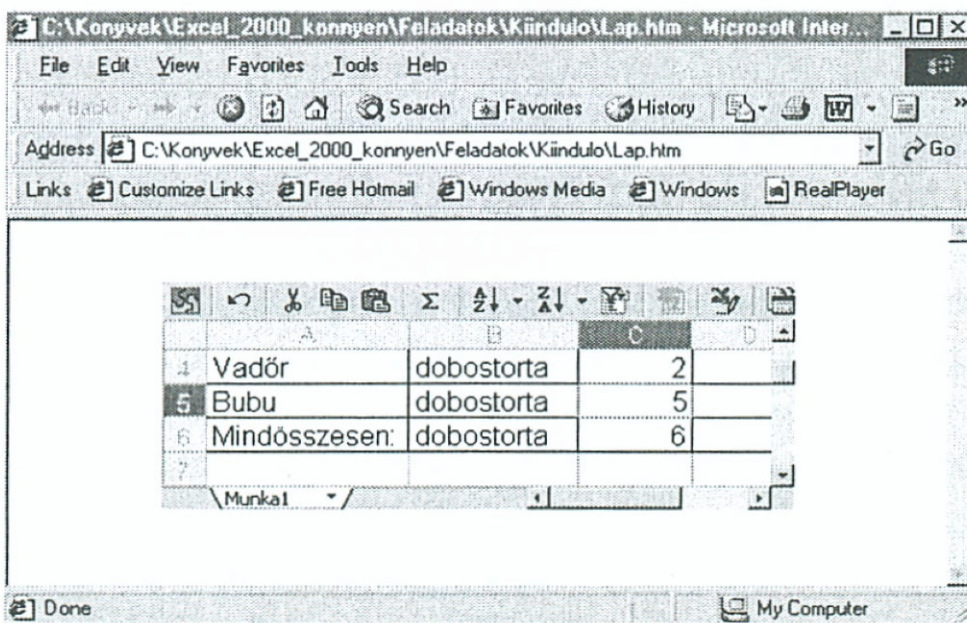 C:\Konyvek\Excel_2000_konnyen\Feladatok\Kiindulo\Lap.htm - Microsoft Inter...
File Edit View Favorites Tools Help
Back Search Favorites History »
Address C:\Konyvek\Excel_2000_konnyen\Feladatok\Kiindulo\Lap.htm Go
Links Customize Links Free Hotmail Windows Media Windows RealPlayer
A B C D
4 Vadőr dobostorta 2
5 Bubu dobostorta 5
6 Mindösszesen: dobostorta 6
7
Munka1
Done My Computer